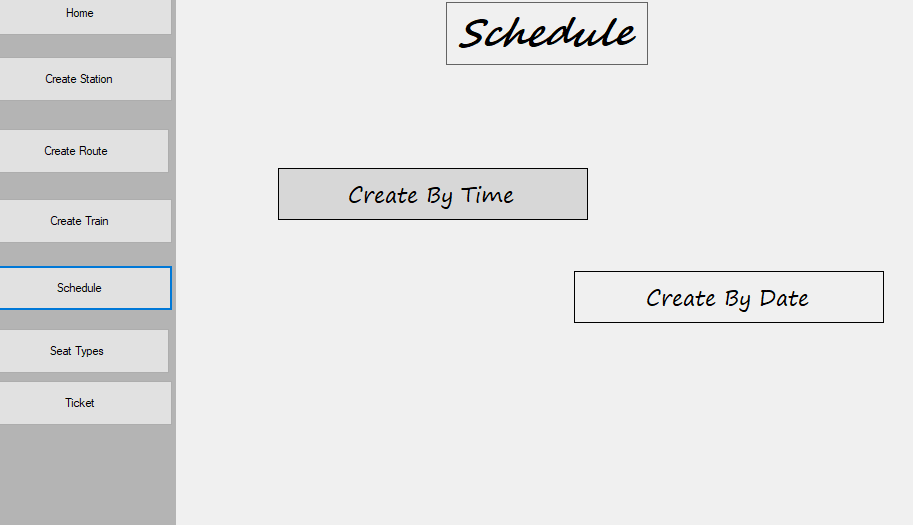 Home
Create Station
Create Route
Create Train
Schedule
Seat Types
Ticket
Schedule
Create By Time
Create By Date